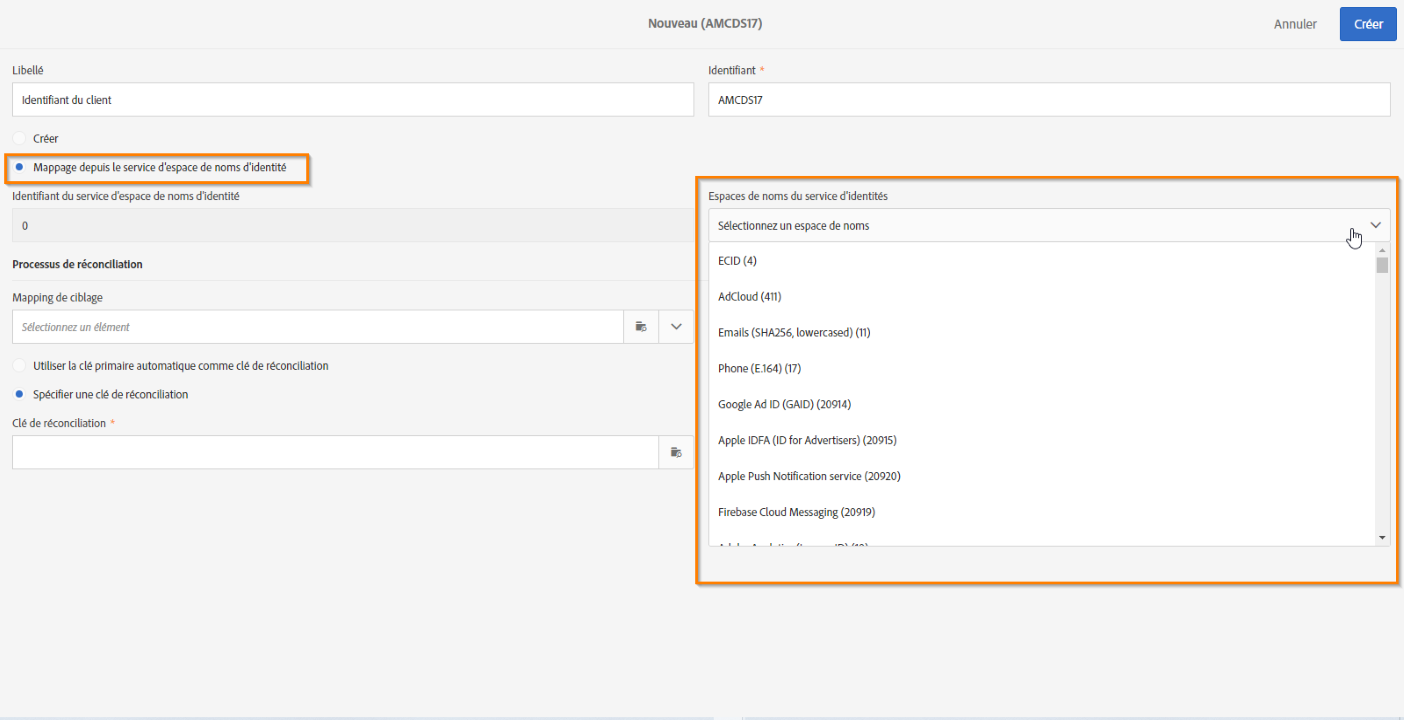 Nouveau (AMCDS17)
Annuler
Créer
Libellé
Identifiant *
Identifiant du client
AMCDS17
Créer
Mappage depuis le service d'espace de noms d'identité
Identifiant du service d'espace de noms d'identité
Espaces de noms du service d'identités
0
Sélectionnez un espace de noms
ECID (4)
AdCloud (411)
Emails (SHA256, lowercased) (11)
Phone (E.164) (17)
Google Ad ID (GAID) (20914)
Apple IDFA (ID for Advertisers) (20915)
Apple Push Notification service (20920)
Firebase Cloud Messaging (20919)
Processus de réconciliation
Mapping de ciblage
Sélectionnez un élément
Utiliser la clé primaire automatique comme clé de réconciliation
Spécifier une clé de réconciliation
Clé de réconciliation *